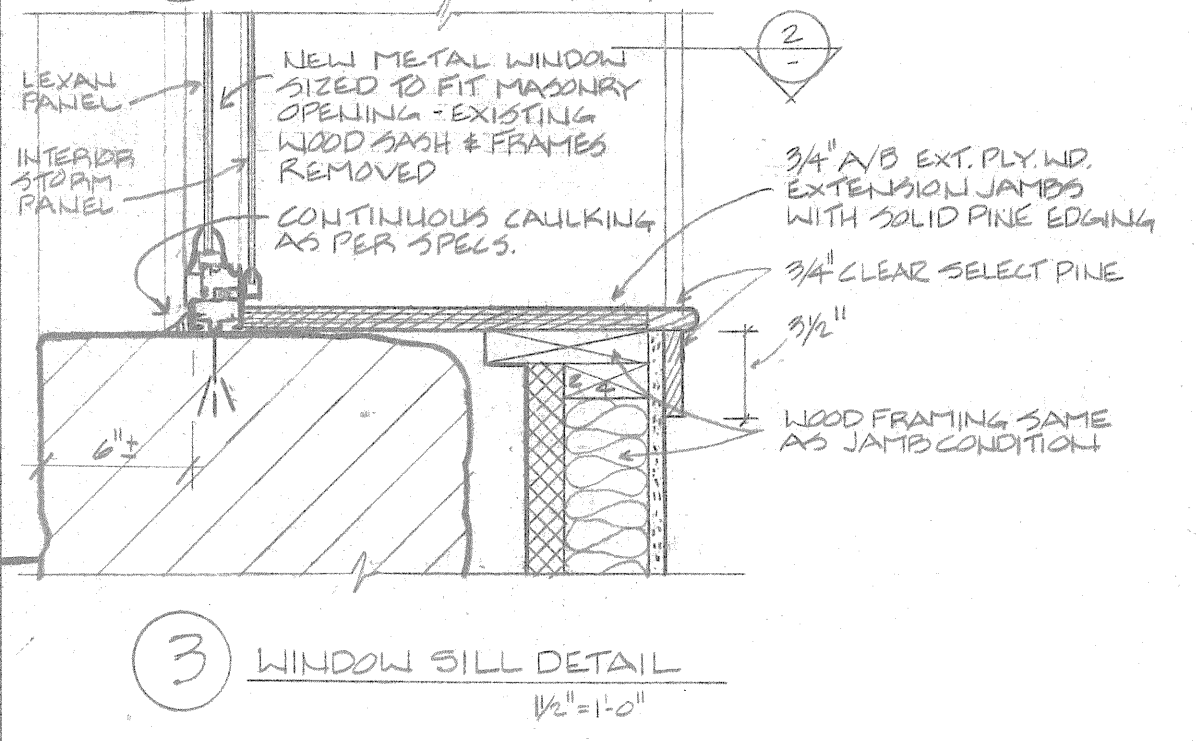 2
-
LEXAN
PANEL
NEW METAL WINDOW
SIZED TO FIT MASONRY
OPENING - EXISTING
WOOD SASH & FRAMES
REMOVED
INTERIOR
STORM
PANEL
CONTINUOUS CAULKING
AS PER SPECS.
3/4" A/B EXT. PLY. WD.
EXTENSION JAMBS
WITH SOLID PINE EDGING
3/4" CLEAR SELECT PINE
3 1/2"
2 4
WOOD FRAMING SAME
AS JAMB CONDITION
6" ±
3 WINDOW SILL DETAIL
1 1/2" = 1'-0"